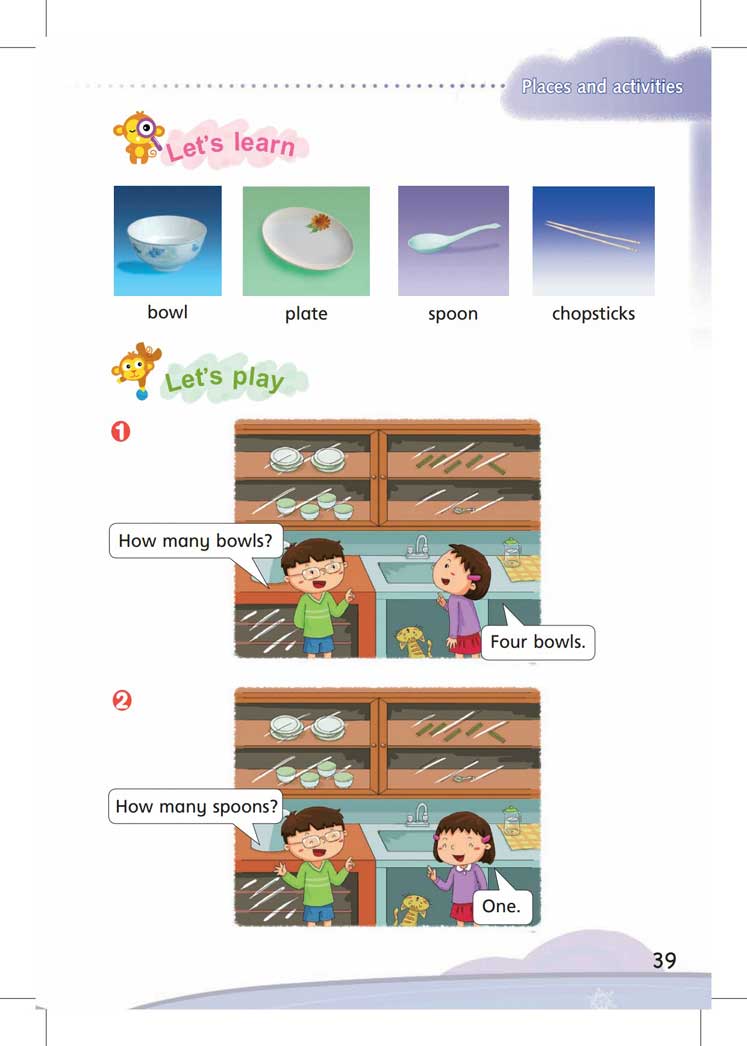 Places and activities
Let's learn
bowl
plate
spoon
chopsticks
Let's play
1
How many bowls?
Four bowls.
2
How many spoons?
One.
39